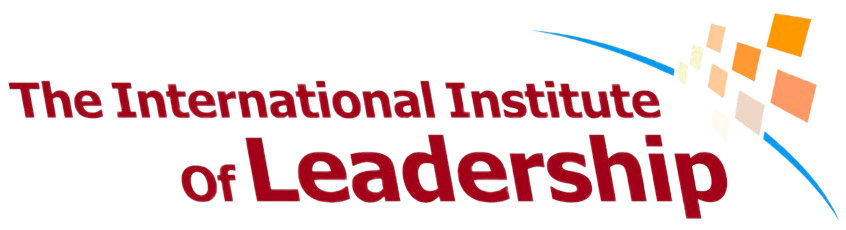 The International Institute
Of Leadership